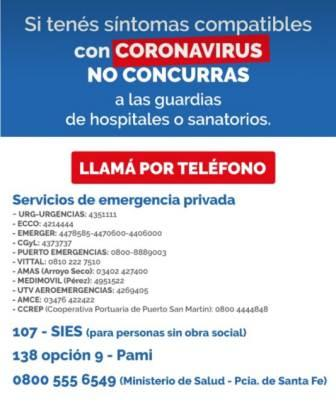 Si tenés síntomas compatibles
con CORONAVIRUS
NO CONCURRAS
a las guardias
de hospitales o sanatorios.
LLAMÁ POR TELÉFONO
Servicios de emergencia privada
- URG-URGENCIAS: 4351111
- ECCO: 4214444
- EMERGER: 4478585-4470600-4406000
- CGyL: 4373737
- PUERTO EMERGENCIAS: 0800-8889003
- VITTAL: 0810 222 7510
- AMAS (Arroyo Seco): 03402 427400
- MEDIMOVIL (Pérez): 4951522
- UTV AEROEMERGENCIAS: 4269405
- AMCE: 03476 422422
- CCREP (Cooperativa Portuaria de Puerto San Martín): 0800 4444848
107 - SIES (para personas sin obra social)
138 opción 9 - Pami
0800 555 6549 (Ministerio de Salud - Pcia. de Santa Fe)